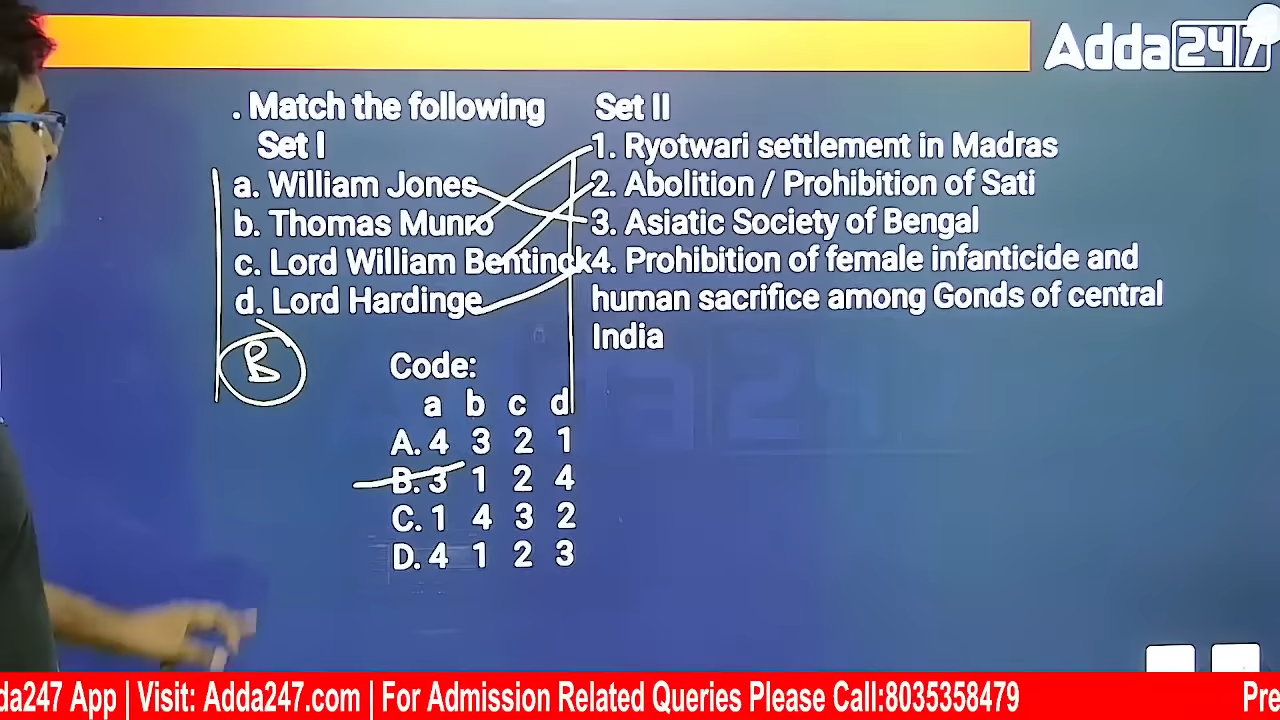 Adda247
. Match the following
Set II
Set I
1. Ryotwari settlement in Madras
a. William Jones
2. Abolition / Prohibition of Sati
b. Thomas Munro
3. Asiatic Society of Bengal
c. Lord William Bentinck
4. Prohibition of female infanticide and
d. Lord Hardinge
human sacrifice among Gonds of central
India
B
Code:
a b c d
A. 4 3 2 1
B. 3 1 2 4
C. 1 4 3 2
D. 4 1 2 3
da247 App | Visit: Adda247.com | For Admission Related Queries Please Call:8035358479 Pre